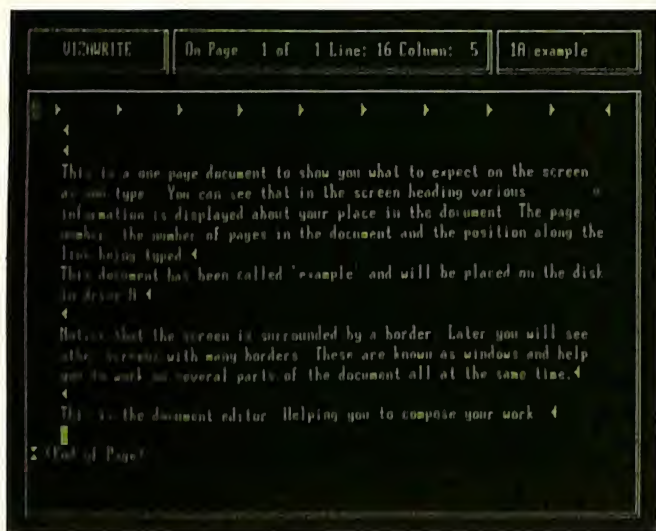 VIZAWRITE On Page 1 of 1 Line: 16 Column: 5 1A example
This is a one page document to show you what to expect on the screen
as you type You can see that in the screen heading various
information is displayed about your place in the document The page
number, the number of pages in the document and the position along the
line being typed
This document has been called 'example' and will be placed on the disk
in drive A
Notice that the screen is surrounded by a border Later you will see
other screens with many borders These are known as windows and help
you to work on several parts of the document all at the same time.
This is the document editor Helping you to compose your work
(End of Page)